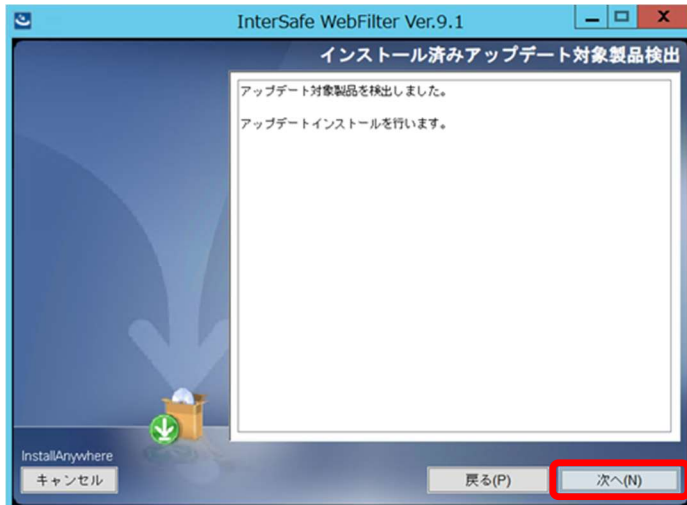 InterSafe WebFilter Ver.9.1
インストール済みアップデート対象製品検出
アップデート対象製品を検出しました。
アップデートインストールを行います。
InstallAnywhere
キャンセル
戻る(P)
次へ(N)